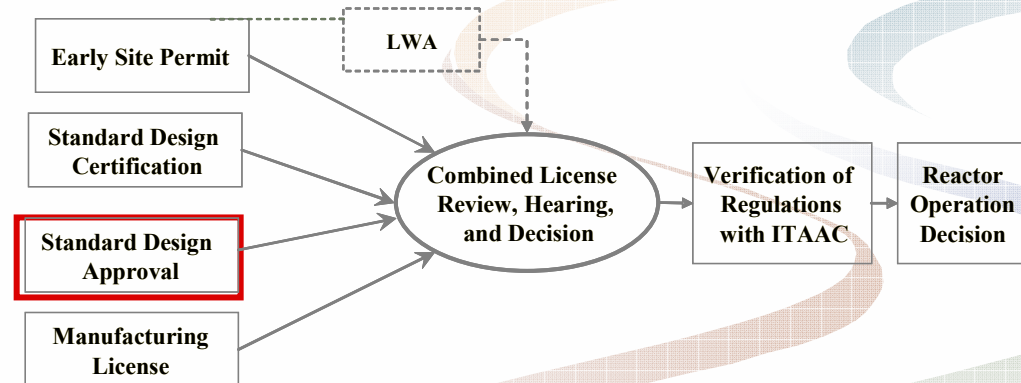 Early Site Permit
LWA
Standard Design
Certification
Standard Design
Approval
Manufacturing
License
Combined License
Review, Hearing,
and Decision
Verification of
Regulations
with ITAAC
Reactor
Operation
Decision